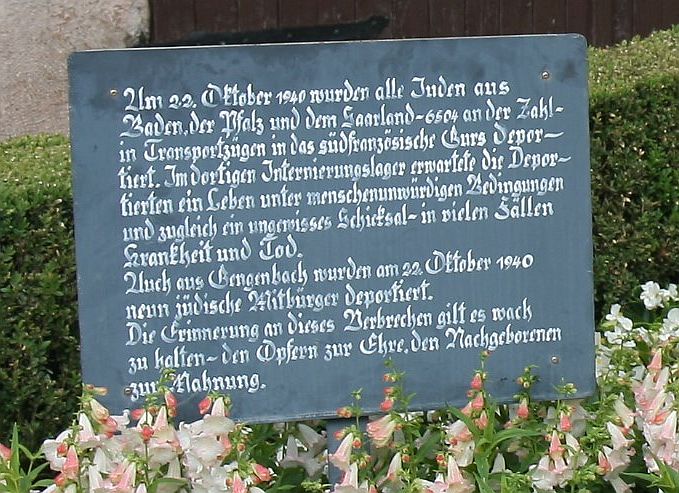 Am 22. Oktober 1940 wurden alle Juden aus
Baden, der Pfalz und dem Saarland-6504 an der Zahl-
in Transportzügen in das südfranzösische Gurs depor-
tiert. Im dortigen Internierungslager erwartete die Depor-
tierten ein Leben unter menschenunwürdigen Bedingungen
und zugleich ein ungewisses Schicksal- in vielen Fällen
Krankheit und Tod.
Auch aus Gengenbach wurden am 22. Oktober 1940
neun jüdische Mitbürger deportiert.
Die Erinnerung an dieses Verbrechen gilt es wach
zu halten- den Opfern zur Ehre, den Nachgeborenen
zur Mahnung.